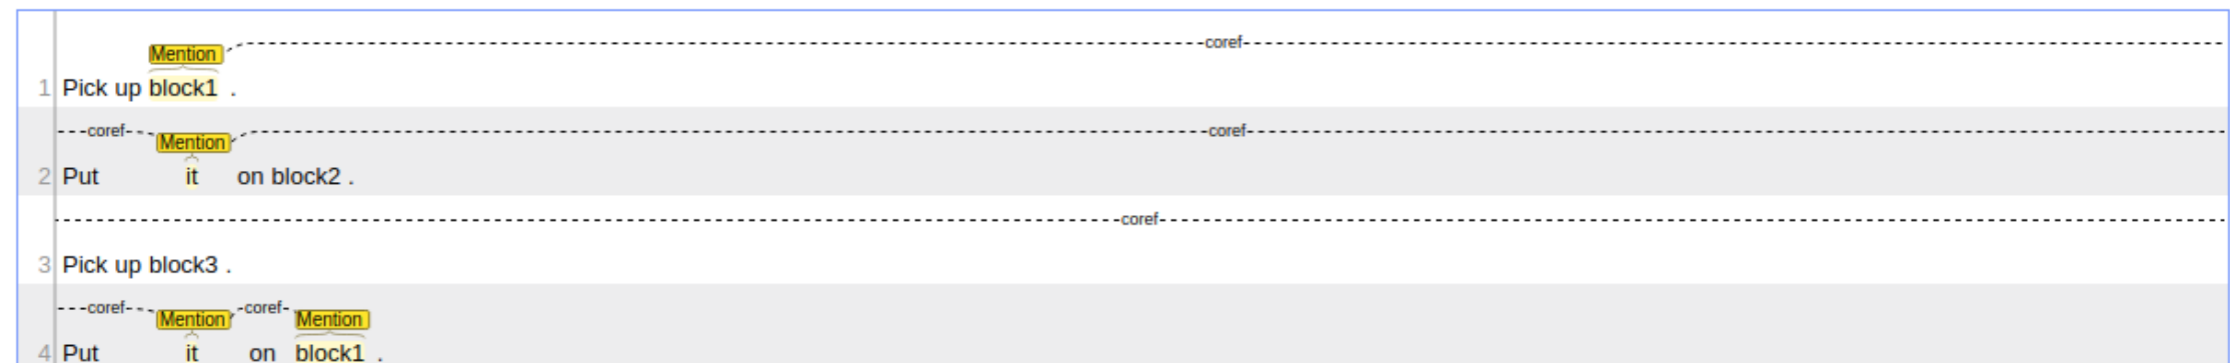 Mention coref
1 Pick up block1 .
coref Mention coref
2 Put it on block2 .
coref
3 Pick up block3 .
coref Mention coref Mention
4 Put it on block1 .